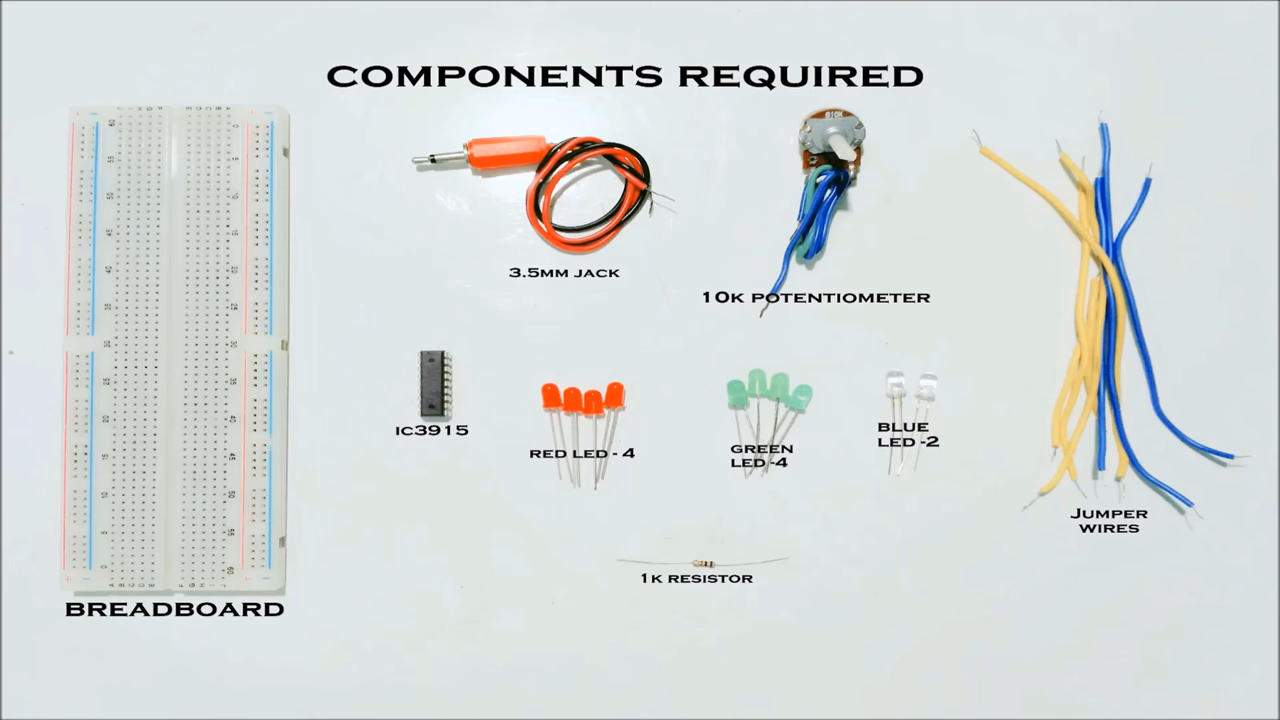 COMPONENTS REQUIRED
B10K
3.5MM JACK
10K POTENTIOMETER
IC3915
RED LED - 4
GREEN
LED -4
BLUE
LED -2
JUMPER
WIRES
1K RESISTOR
BREADBOARD